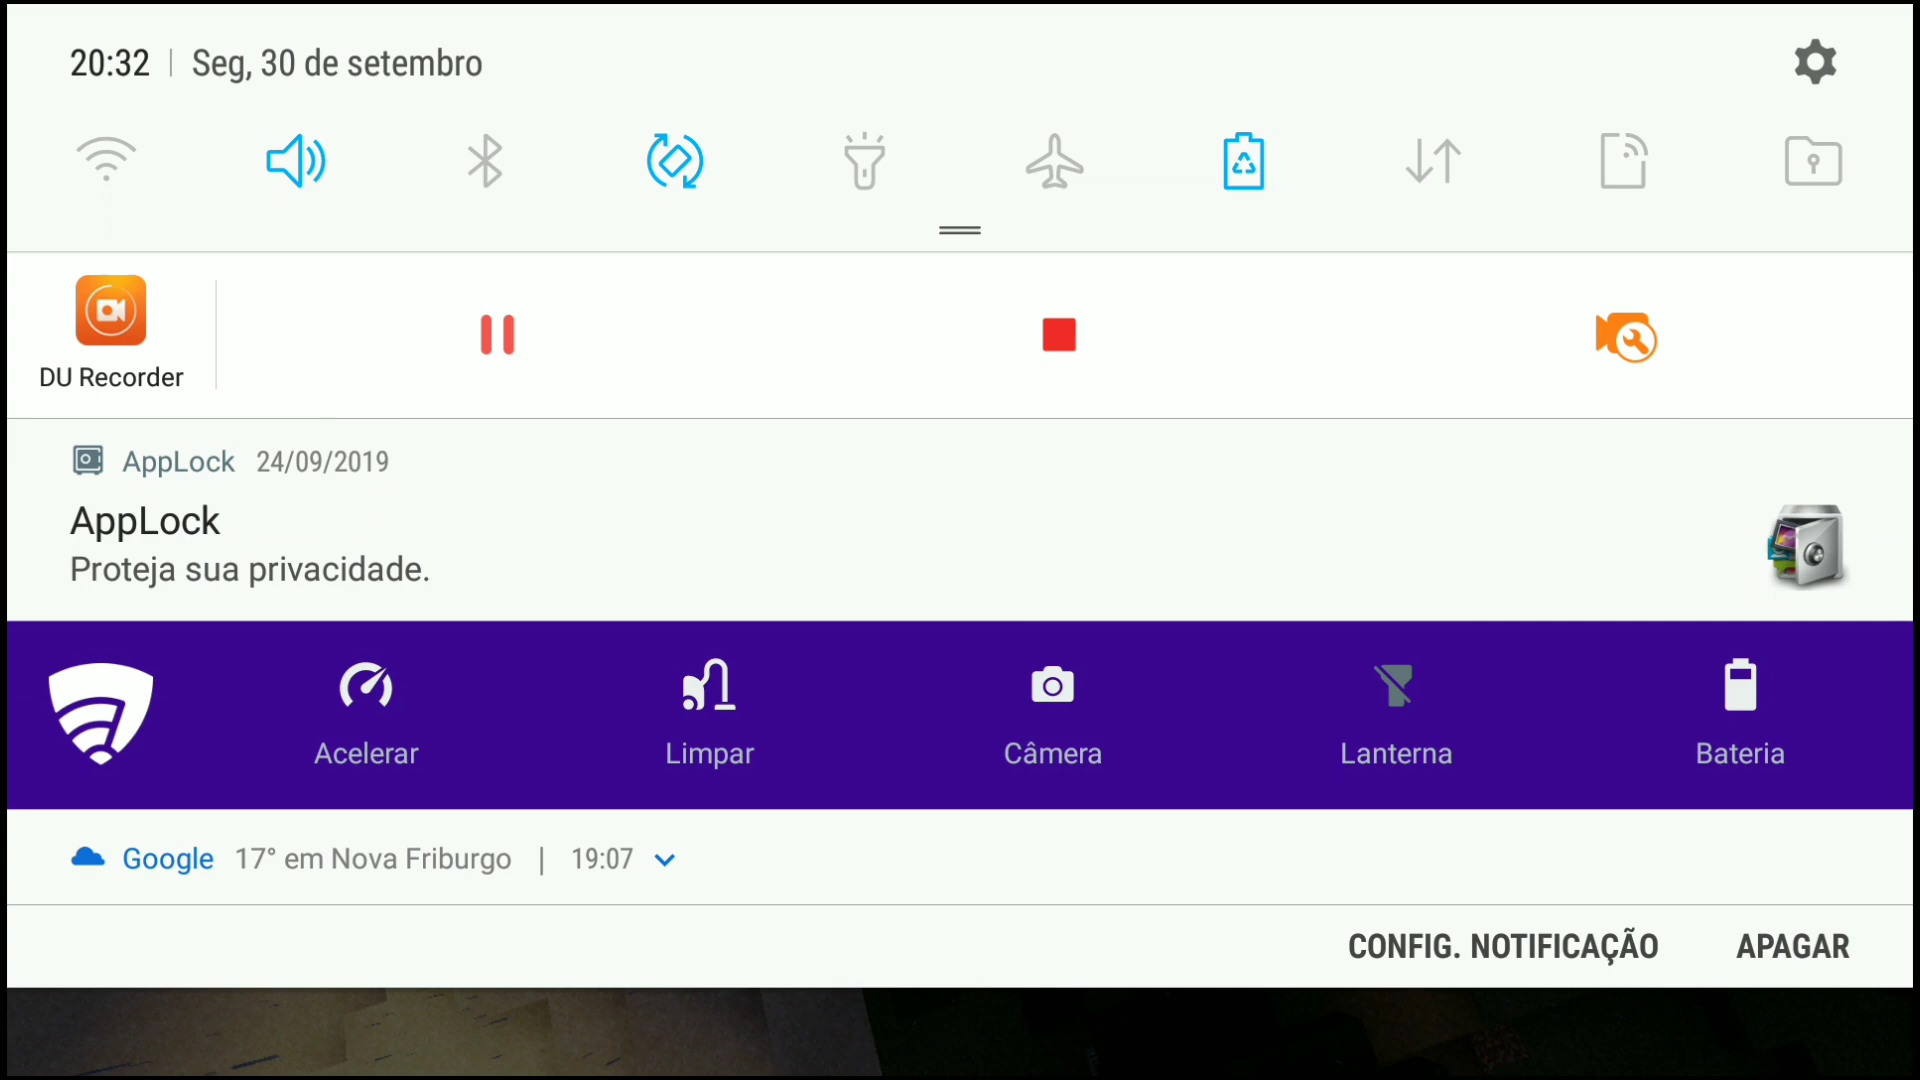 20:32 | Seg, 30 de setembro
DU Recorder
AppLock 24/09/2019
AppLock
Proteja sua privacidade.
Acelerar Limpar Câmera Lanterna Bateria
Google 17° em Nova Friburgo | 19:07
CONFIG. NOTIFICAÇÃO APAGAR